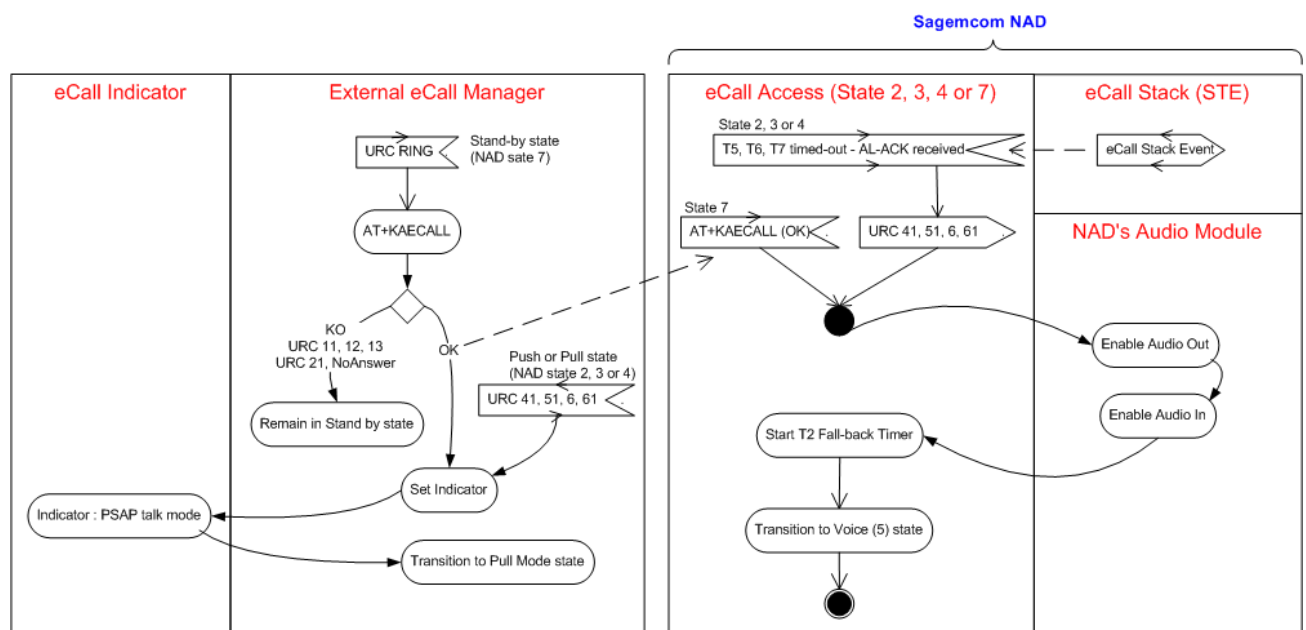 Sagemcom NAD
eCall Indicator
External eCall Manager
eCall Access (State 2, 3, 4 or 7)
eCall Stack (STE)
URC RING
Stand-by state
(NAD sate 7)
AT+KAECALL
KO
URC 11, 12, 13
URC 21, NoAnswer
OK
Remain in Stand by state
Push or Pull state
(NAD state 2, 3 or 4)
URC 41, 51, 6, 61
Set Indicator
Indicator : PSAP talk mode
Transition to Pull Mode state
State 2, 3 or 4
T5, T6, T7 timed-out - AL-ACK received
eCall Stack Event
State 7
AT+KAECALL (OK)
URC 41, 51, 6, 61
NAD's Audio Module
Enable Audio Out
Enable Audio In
Start T2 Fall-back Timer
Transition to Voice (5) state